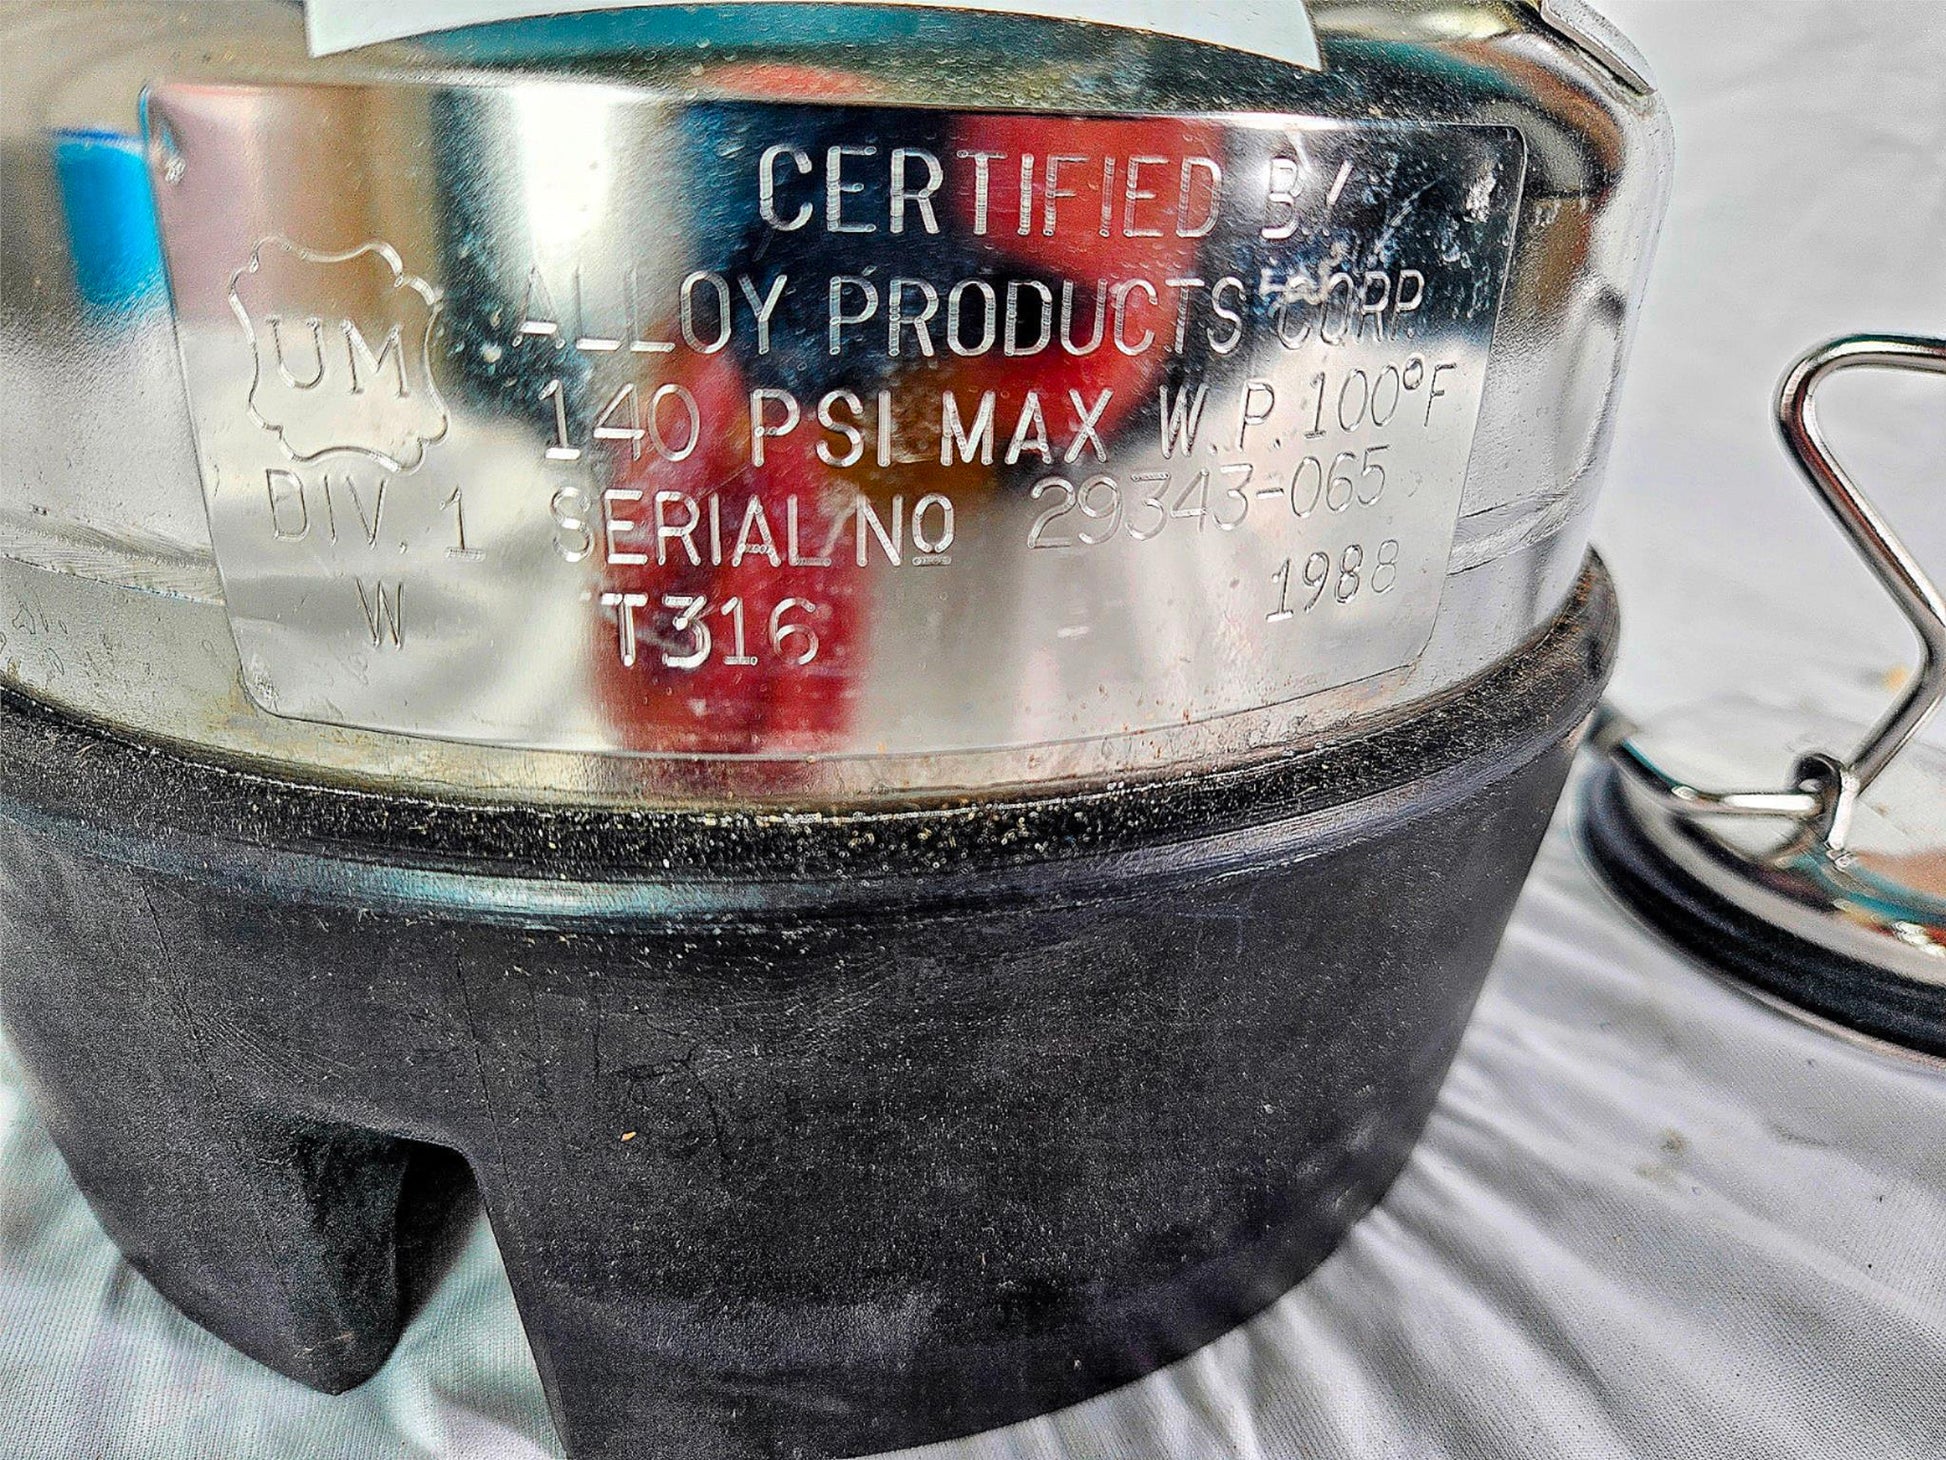 CERTIFIED BY
ALLOY PRODUCTS CORP.
UM
140 PSI MAX W.P. 100°F
DIV. 1 SERIAL Nº 29343-065
W T316 1988